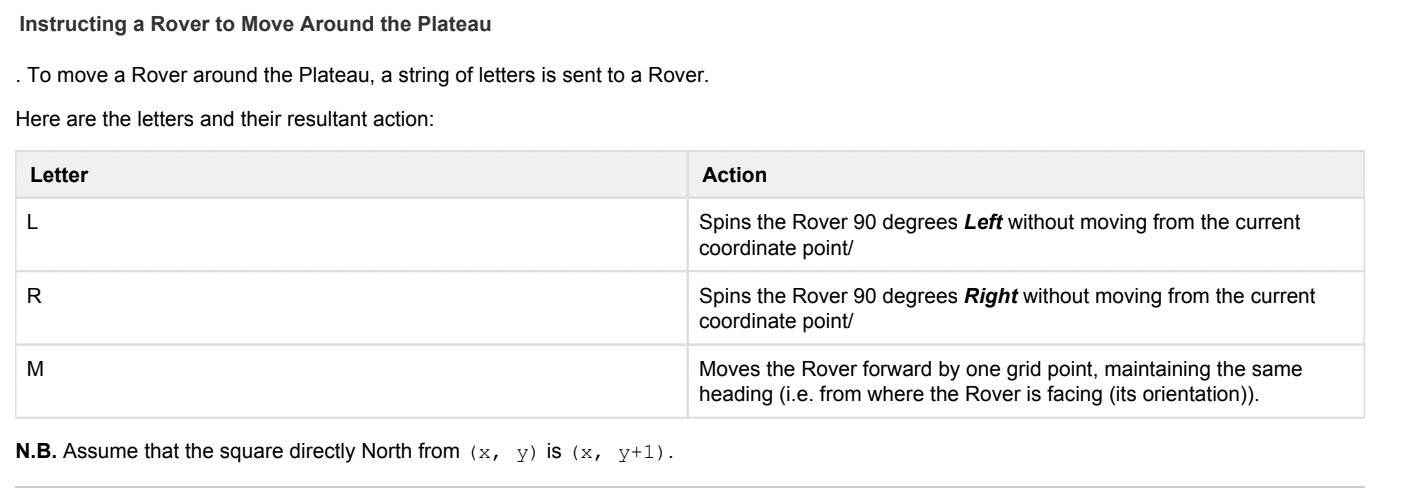 Instructing a Rover to Move Around the Plateau
. To move a Rover around the Plateau, a string of letters is sent to a Rover.
Here are the letters and their resultant action:
Letter
Action
L
Spins the Rover 90 degrees Left without moving from the current
coordinate point/
R
Spins the Rover 90 degrees Right without moving from the current
coordinate point/
M
Moves the Rover forward by one grid point, maintaining the same
heading (i.e. from where the Rover is facing (its orientation)).
N.B. Assume that the square directly North from (x, y) is (x, y+1).